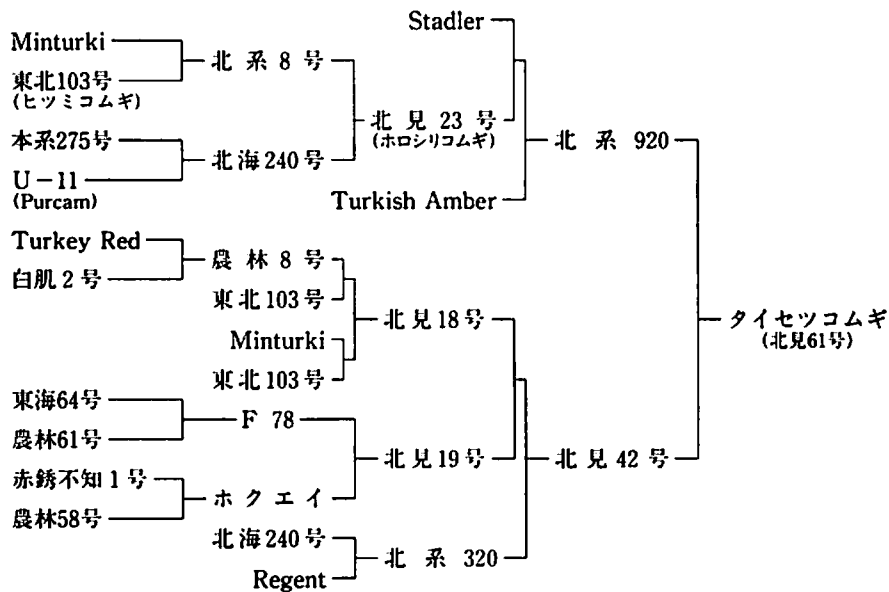 Stadler
Minturki
北系8号
東北103号
(ヒツミコムギ)
北見23号
(ホロシリコムギ)
北系920
本系275号
北海240号
U-11
(Purcam)
Turkish Amber
Turkey Red
農林8号
白肌2号
東北103号
北見18号
タイセツコムギ
(北見61号)
Minturki
東北103号
東海64号
F 78
農林61号
北見19号
北見42号
赤銹不知1号
ホクエイ
農林58号
北海240号
北系320
Regent